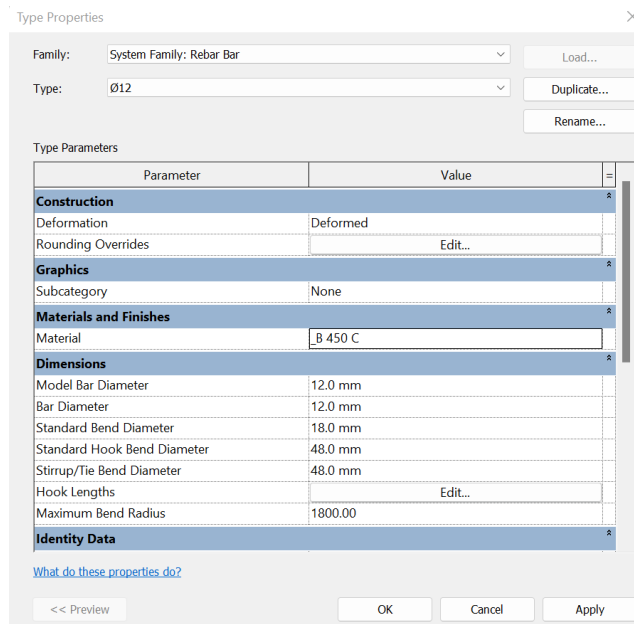 Type Properties
Family: System Family: Rebar Bar Load...
Type: Ø12 Duplicate...
Rename...
Type Parameters
Parameter Value =
Construction
Deformation Deformed
Rounding Overrides Edit...
Graphics
Subcategory None
Materials and Finishes
Material _B 450 C
Dimensions
Model Bar Diameter 12.0 mm
Bar Diameter 12.0 mm
Standard Bend Diameter 18.0 mm
Standard Hook Bend Diameter 48.0 mm
Stirrup/Tie Bend Diameter 48.0 mm
Hook Lengths Edit...
Maximum Bend Radius 1800.00
Identity Data
What do these properties do?
<< Preview OK Cancel Apply